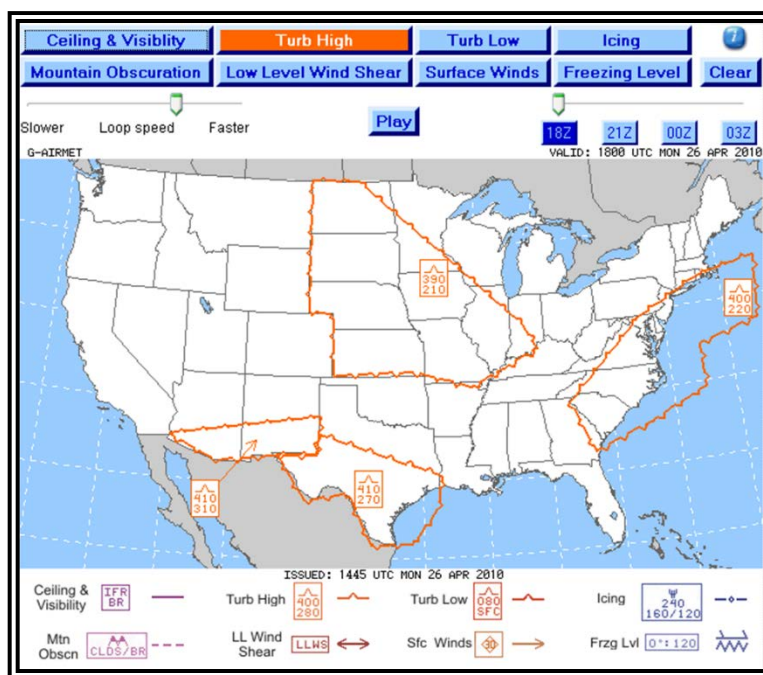 Ceiling & Visiblity Turb High Turb Low Icing i
Mountain Obscuration Low Level Wind Shear Surface Winds Freezing Level Clear
Slower Loop speed Faster Play 18Z 21Z 00Z 03Z
G-AIRMET VALID: 1800 UTC MON 26 APR 2010
390
210
400
220
410
310
410
270
ISSUED: 1445 UTC MON 26 APR 2010
Ceiling & Visibility IFR BR Turb High 400 280 Turb Low 080 SFC Icing 240 160/120
Mtn Obscn CLDS/BR LL Wind Shear LLWS Sfc Winds 30 Frzg Lvl 0°:120